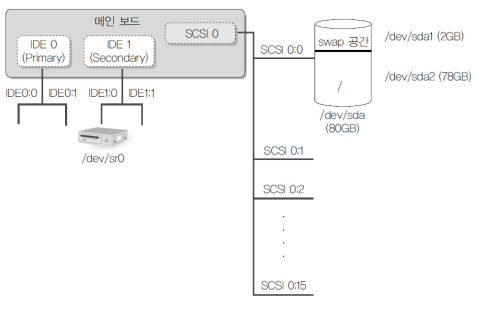 메인 보드
SCSI 0
IDE 0
(Primary)
IDE 1
(Secondary)
IDE0:0
IDE0:1
IDE1:0
IDE1:1
/dev/sr0
SCSI 0:0
swap 공간
/
/dev/sda1 (2GB)
/dev/sda2 (78GB)
/dev/sda
(80GB)
SCSI 0:1
SCSI 0:2
SCSI 0:15